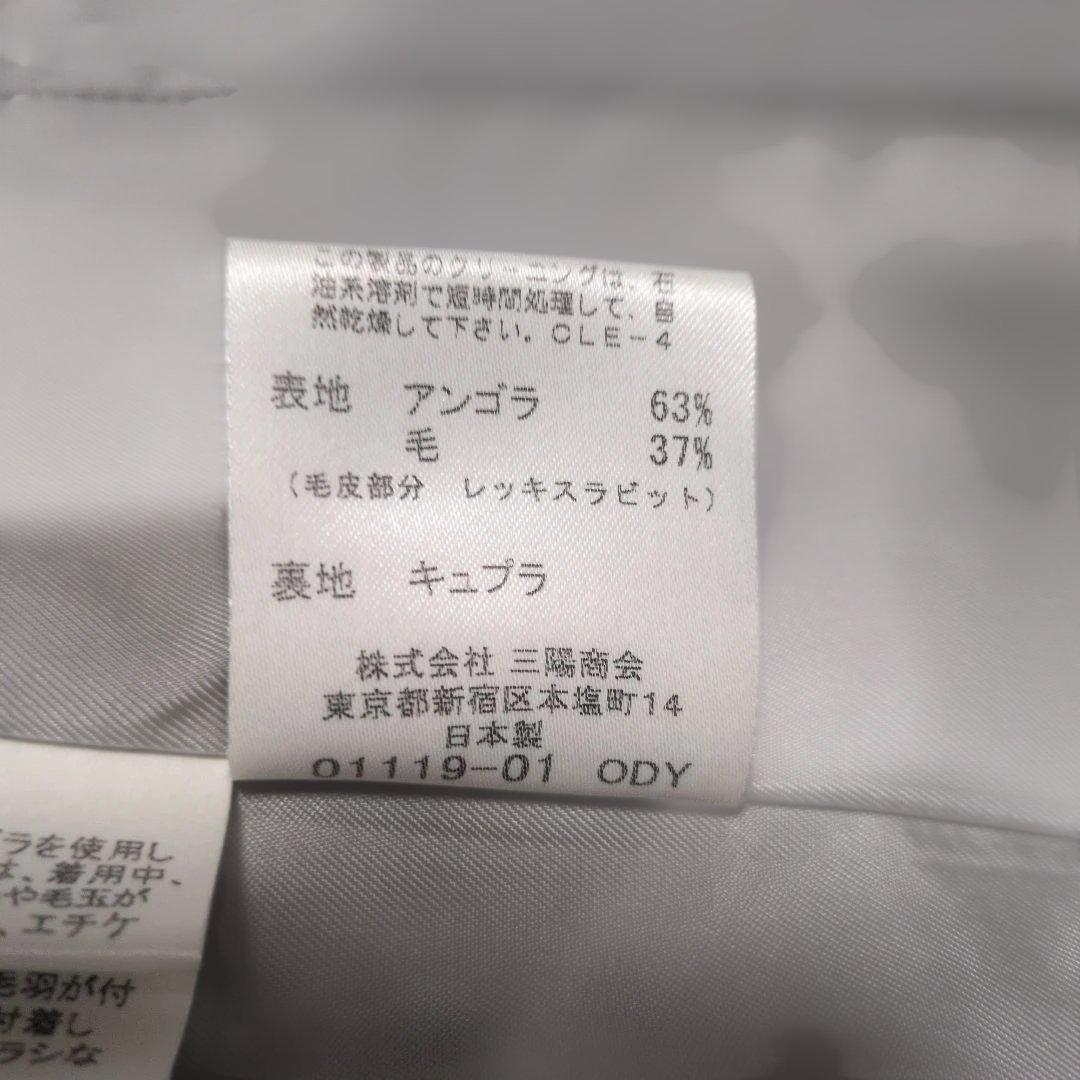 この製品のクリーニングは、石
油系溶剤で短時間処理して、自
然乾燥して下さい。CLE-4
表地 アンゴラ 63%
毛 37%
(毛皮部分 レッキスラビット)
裏地 キュプラ
株式会社 三陽商会
東京都新宿区本塩町14
日本製
01119-01 ODY
ラを使用し
は、着用中、
や毛玉が
、エチケ
毛羽が付
付着し
ラシな